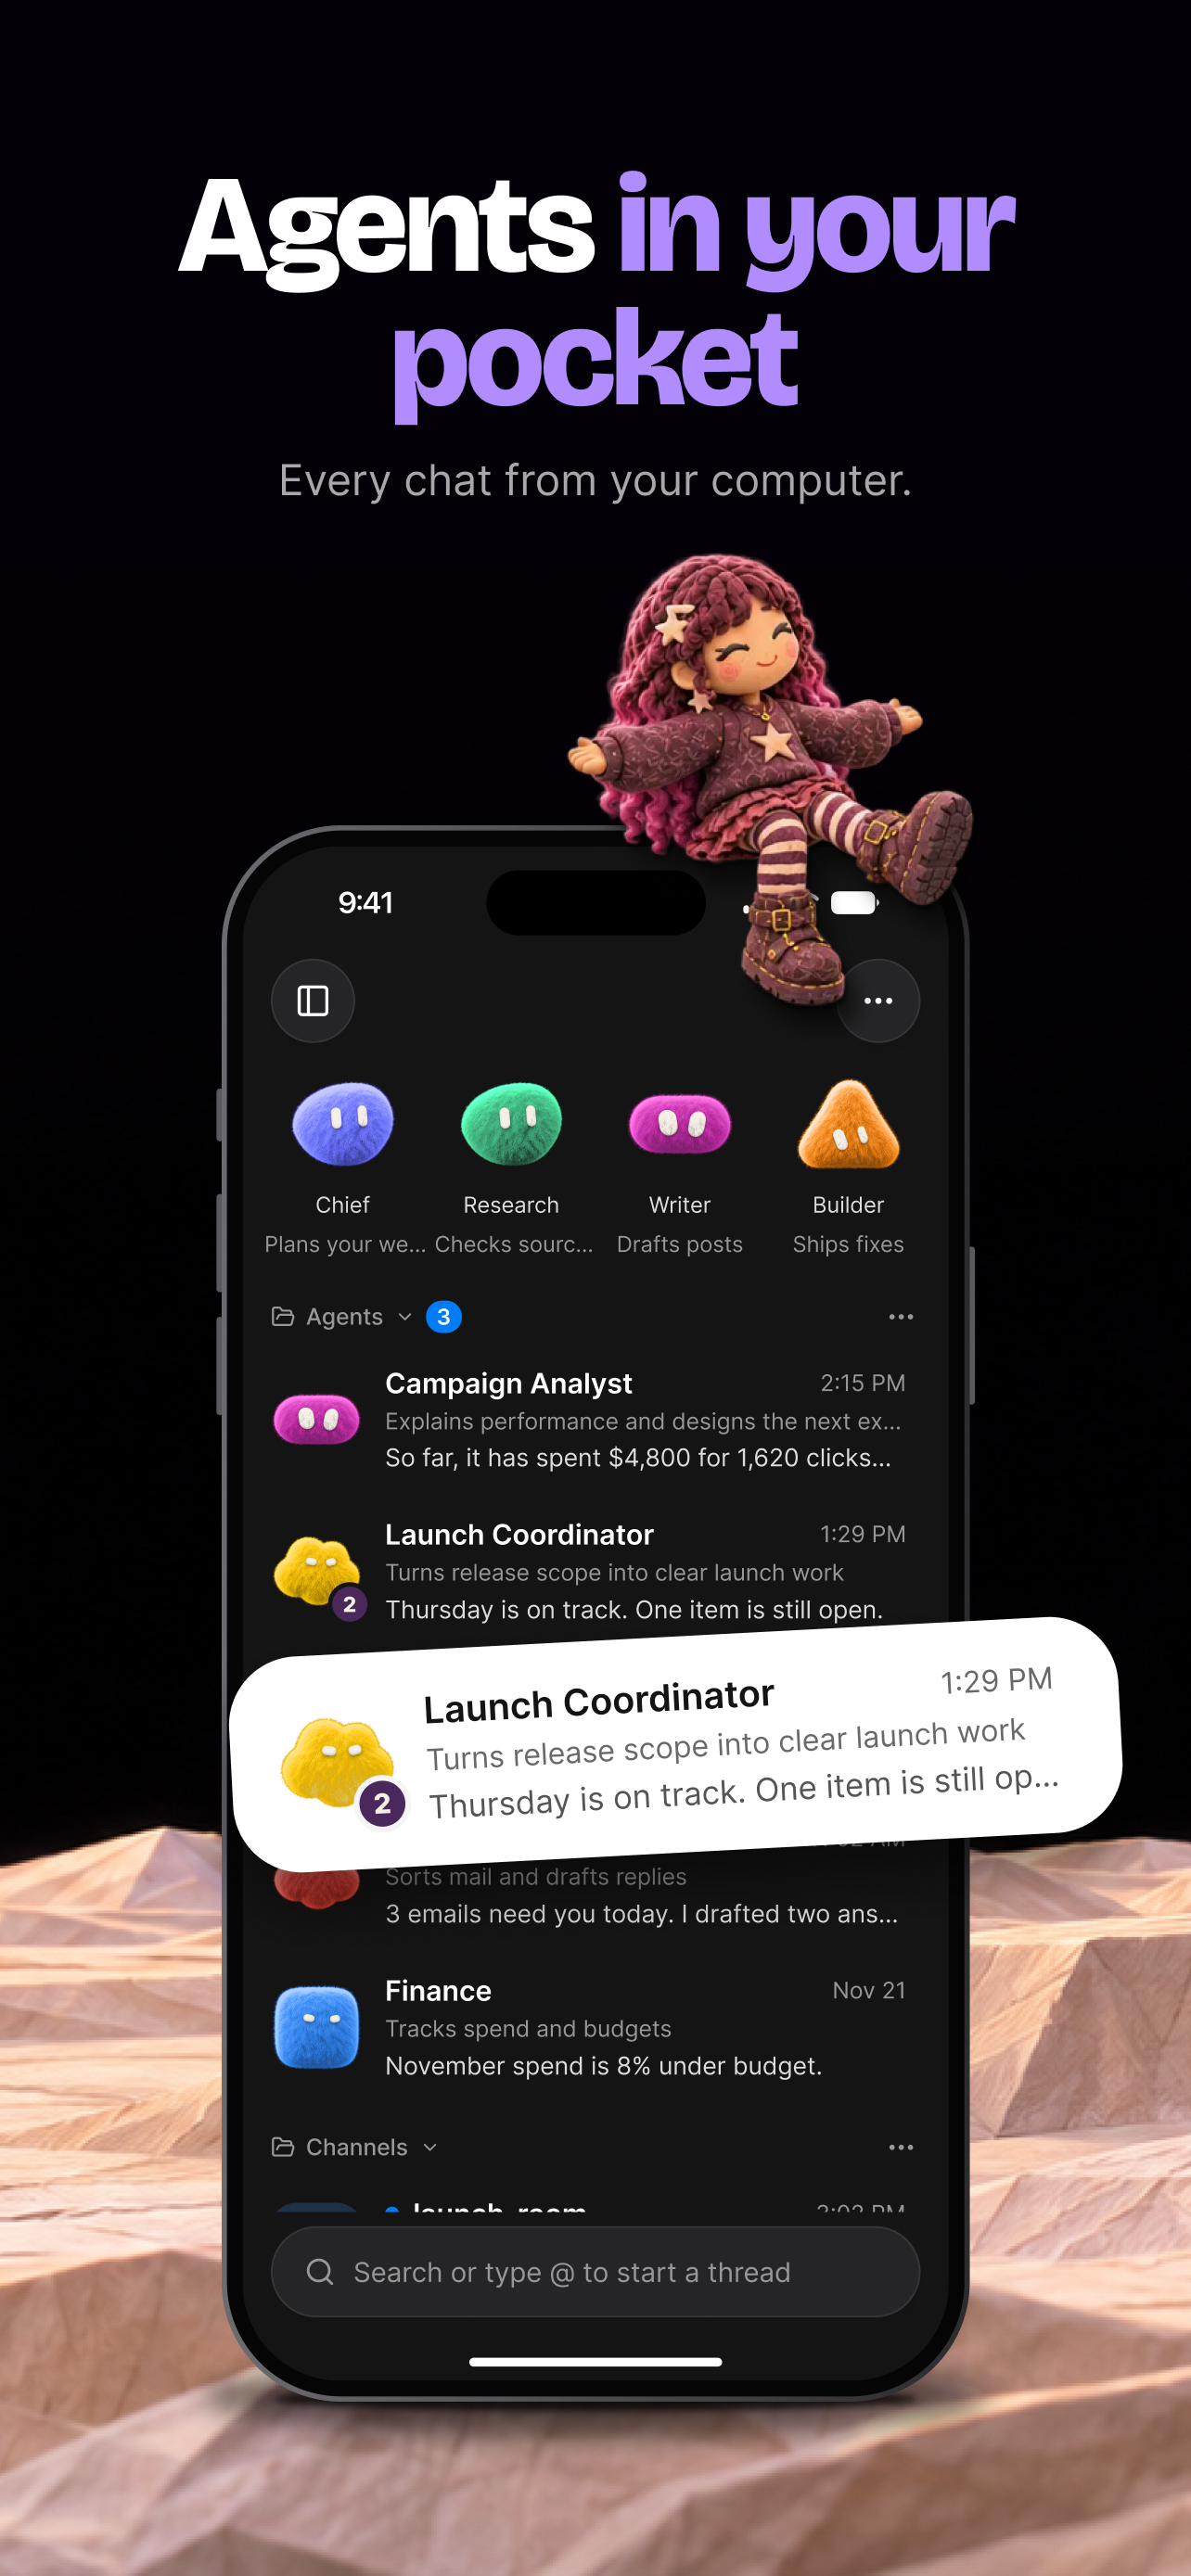 Agents in your
pocket
Every chat from your computer.
9:41
Chief
Research
Writer
Builder
Plans your we...
Checks sourc...
Drafts posts
Ships fixes
Agents
3
Campaign Analyst
2:15 PM
Explains performance and designs the next ex...
So far, it has spent $4,800 for 1,620 clicks...
Launch Coordinator
1:29 PM
Turns release scope into clear launch work
2
Thursday is on track. One item is still open.
Launch Coordinator
1:29 PM
Turns release scope into clear launch work
2
Thursday is on track. One item is still op...
Sorts mail and drafts replies
3 emails need you today. I drafted two ans...
Finance
Nov 21
Tracks spend and budgets
November spend is 8% under budget.
Channels
Search or type @ to start a thread